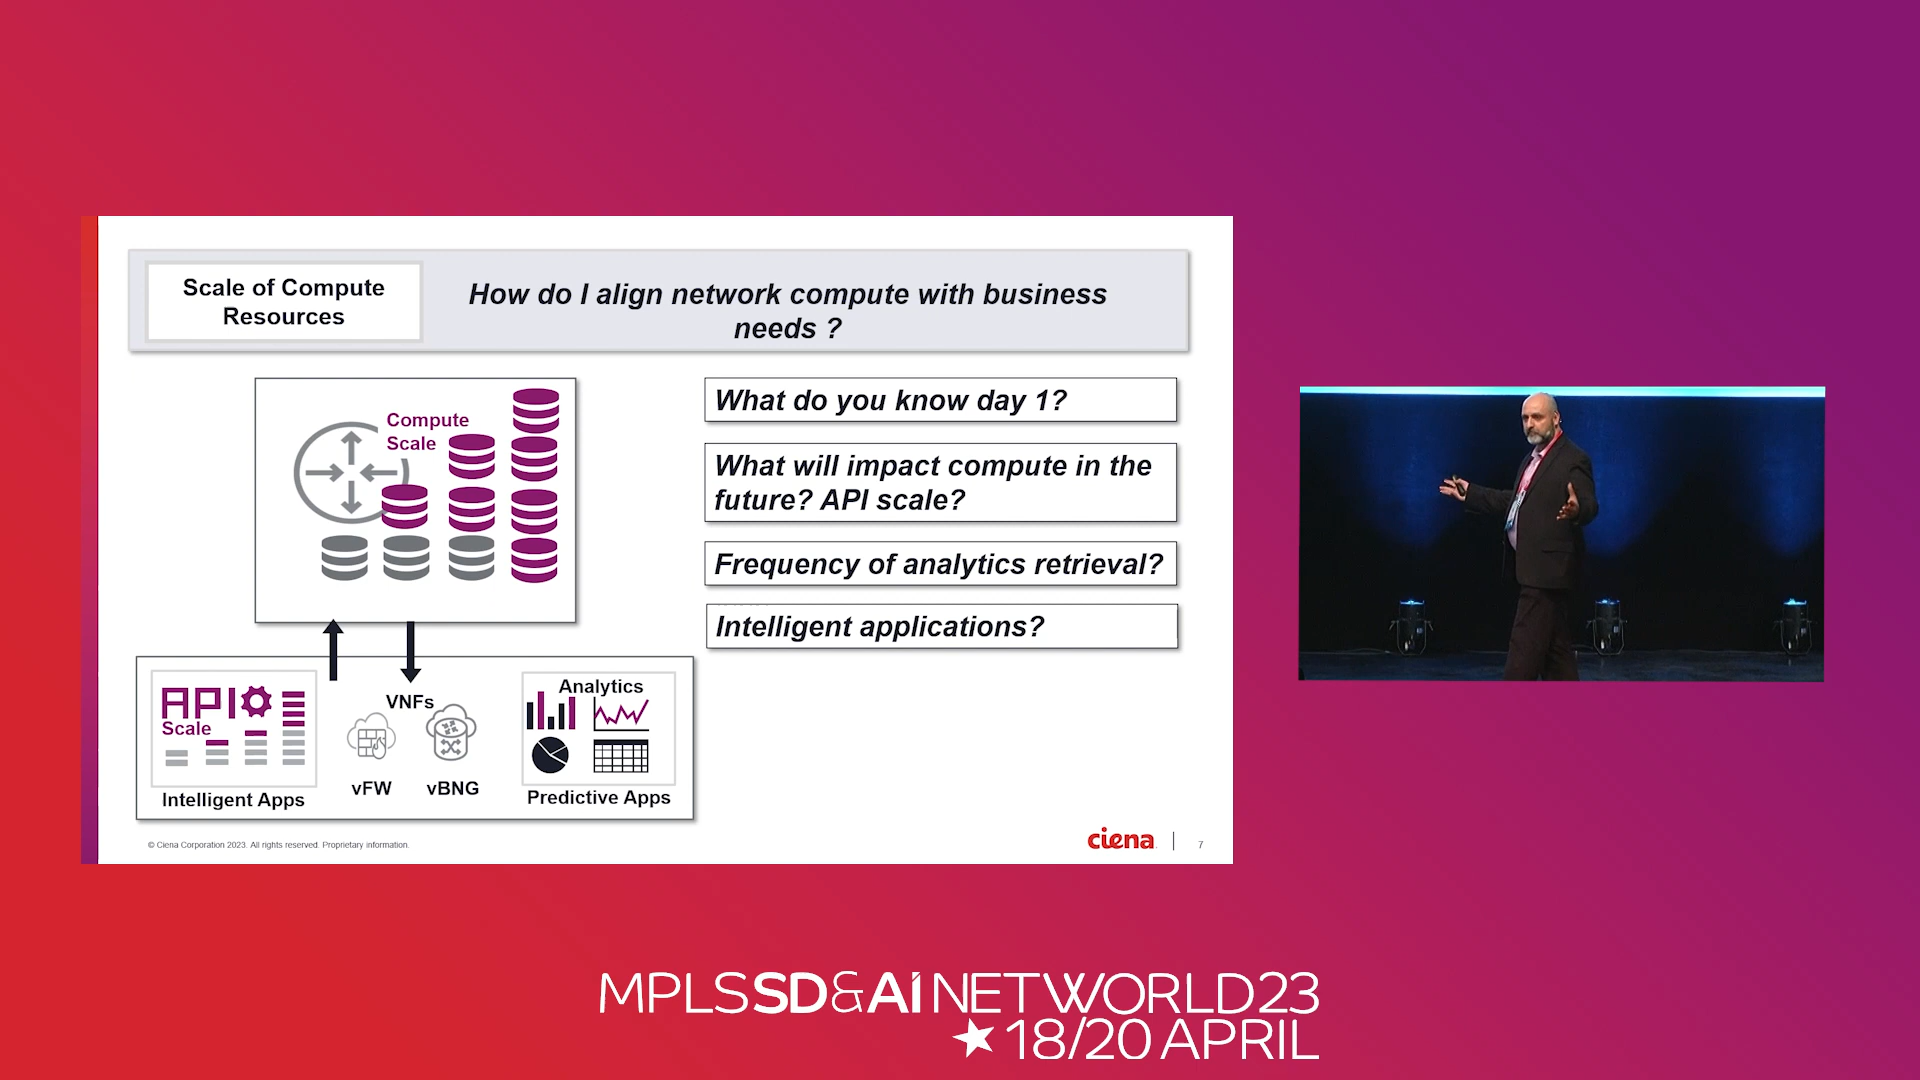 Scale of Compute
Resources
How do I align network compute with business
needs ?
Compute
Scale
What do you know day 1?
What will impact compute in the
future? API scale?
Frequency of analytics retrieval?
Intelligent applications?
API
Scale
Intelligent Apps
VNFs
vFW
vBNG
Analytics
Predictive Apps
© Ciena Corporation 2023. All rights reserved. Proprietary information.
ciena
7
MPLSSD&AI NETWORLD23
18/20 APRIL